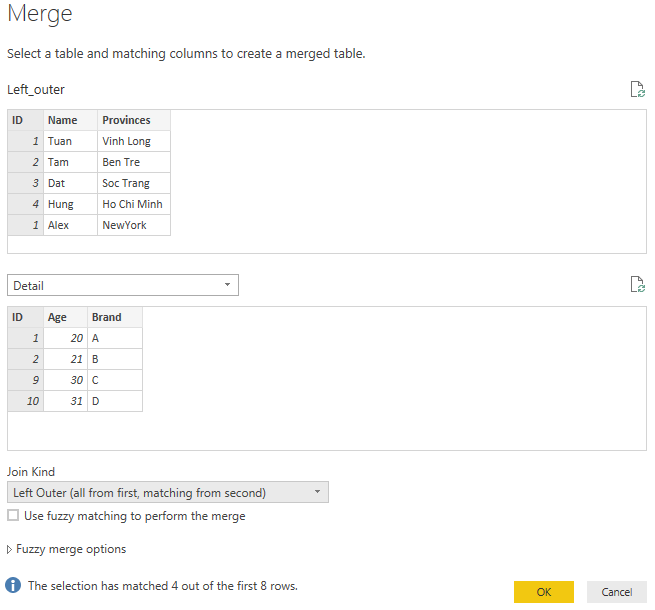 Merge
Select a table and matching columns to create a merged table.
Left_outer
ID Name Provinces
1 Tuan Vinh Long
2 Tam Ben Tre
3 Dat Soc Trang
4 Hung Ho Chi Minh
1 Alex NewYork
Detail
ID Age Brand
1 20 A
2 21 B
9 30 C
10 31 D
Join Kind
Left Outer (all from first, matching from second)
Use fuzzy matching to perform the merge
Fuzzy merge options
The selection has matched 4 out of the first 8 rows.
OK Cancel